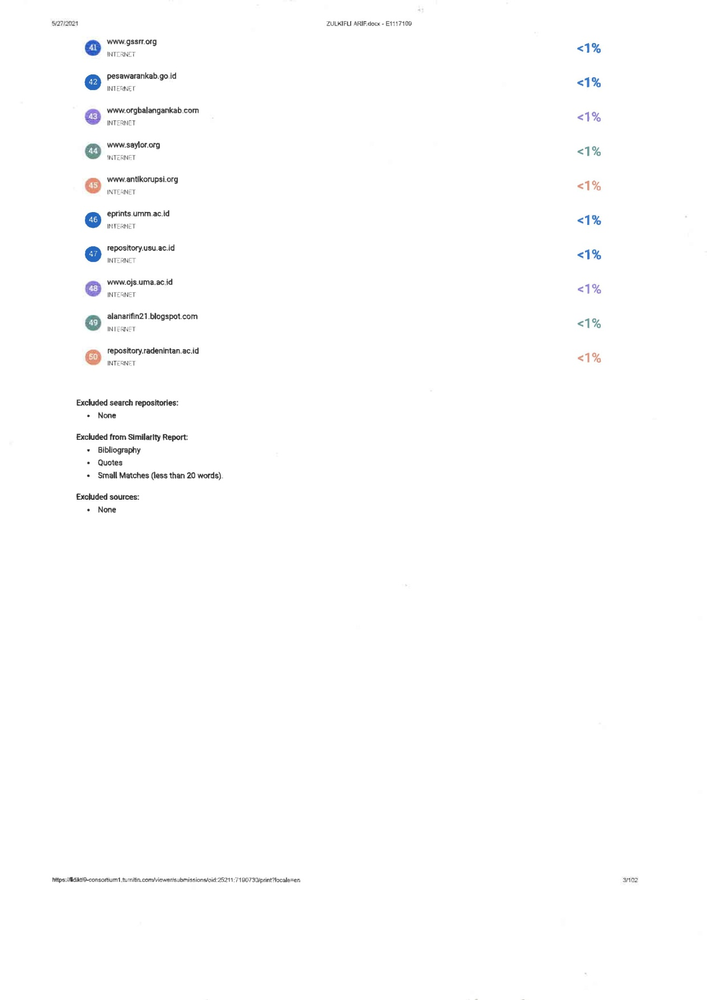 5/27/2021 ZULKIFLI ARIF.docx - E1117109
41 www.gssrr.org <1%
INTERNET
42 pesawarankab.go.id <1%
INTERNET
43 www.orgbalangankab.com <1%
INTERNET
44 www.saylor.org <1%
INTERNET
45 www.antikorupsi.org <1%
INTERNET
46 eprints.umm.ac.id <1%
INTERNET
47 repository.usu.ac.id <1%
INTERNET
48 www.ojs.uma.ac.id <1%
INTERNET
49 alanarifin21.blogspot.com <1%
INTERNET
50 repository.radenintan.ac.id <1%
INTERNET
Excluded search repositories:
• None
Excluded from Similarity Report:
• Bibliography
• Quotes
• Small Matches (less than 20 words).
Excluded sources:
• None
https://lldikti9-consortium1.turnitin.com/viewer/submissions/oid:25211:7190730/print?locale=en 3/102